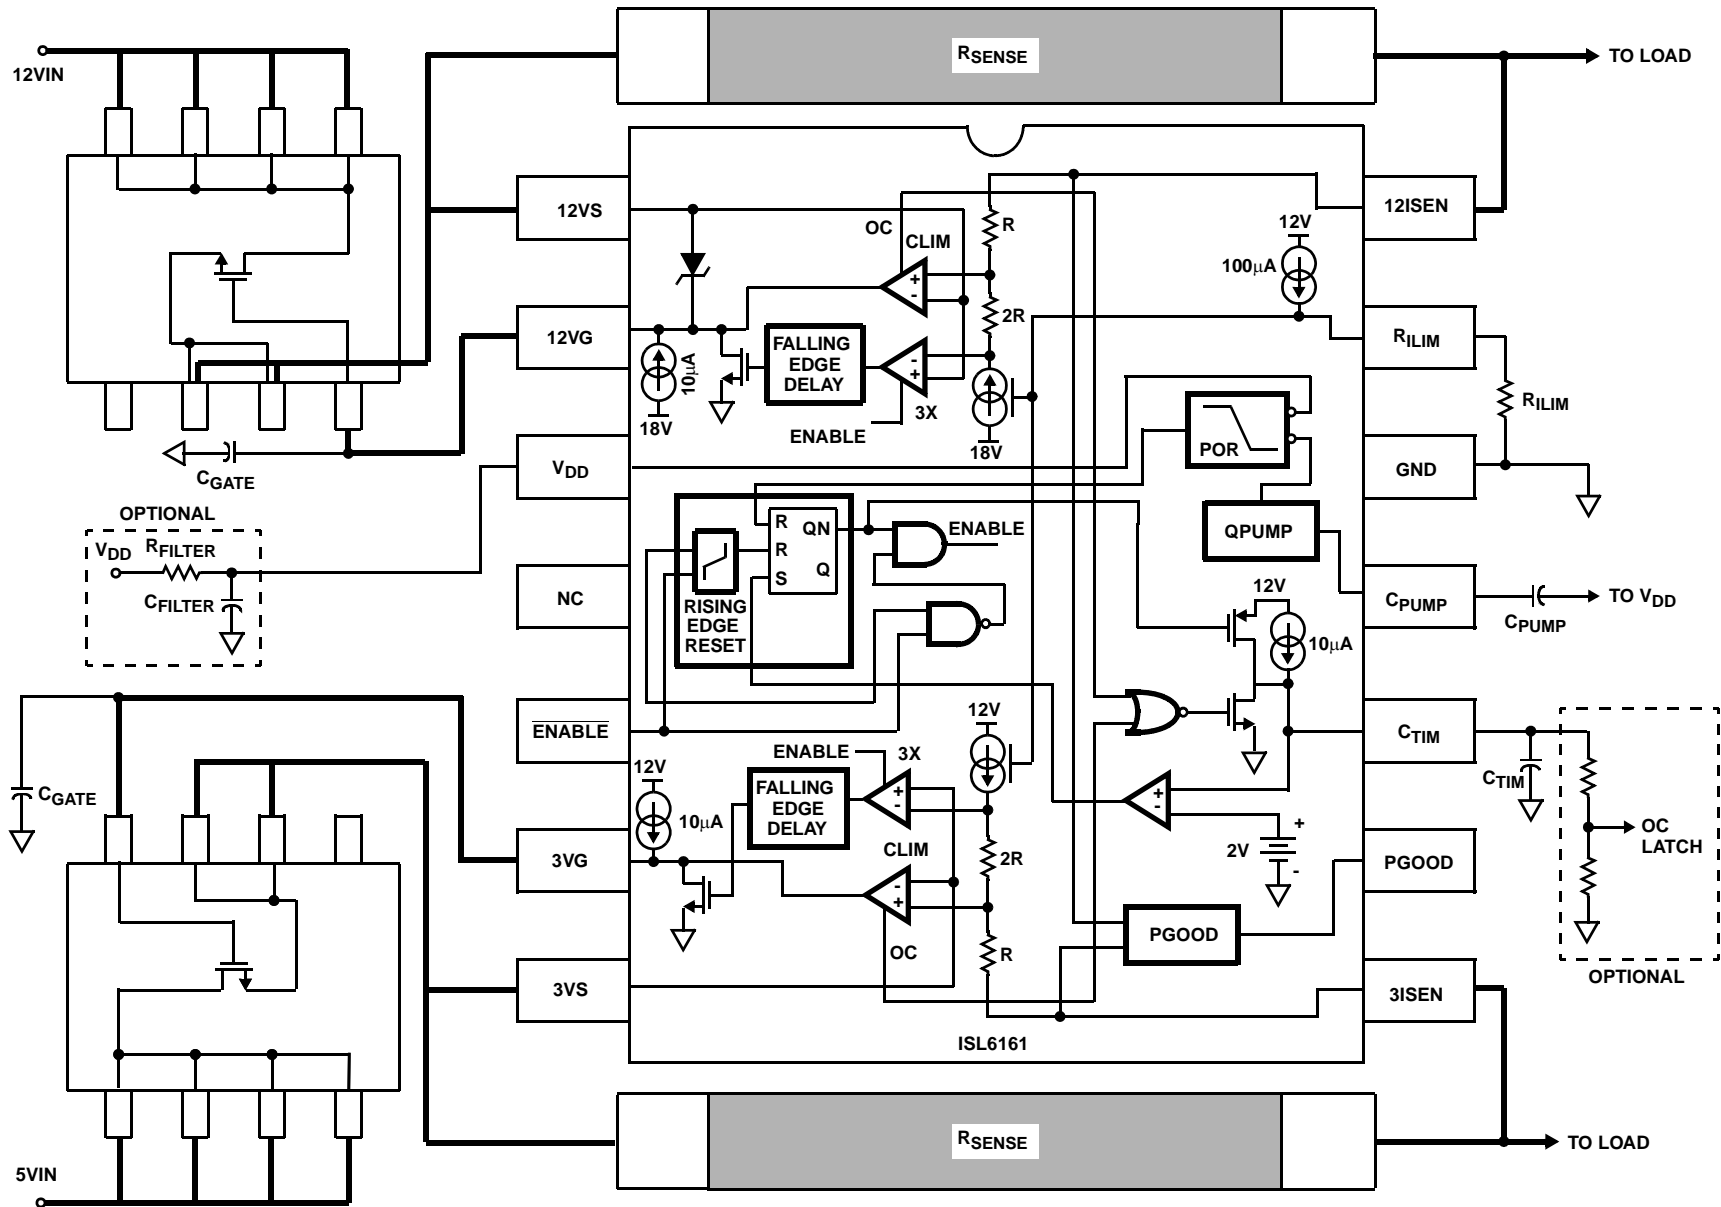 12VIN
RSENSE
TO LOAD
12VS
12VG
VDD
NC
ENABLE
3VG
3VS
12ISEN
RILIM
GND
CPUMP
CTIM
PGOOD
3ISEN
OC
CLIM
R
2R
12V
100μA
10μA
18V
FALLING
EDGE
DELAY
3X
ENABLE
18V
POR
QPUMP
RILIM
CGATE
OPTIONAL
VDD
RFILTER
CFILTER
R
R
S
QN
Q
RISING
EDGE
RESET
ENABLE
12V
10μA
CPUMP
TO VDD
CGATE
12V
10μA
ENABLE
3X
FALLING
EDGE
DELAY
CLIM
OC
12V
2R
R
+
2V
-
PGOOD
CTIM
OC
LATCH
OPTIONAL
+
-
-
+
+
-
-
+
+
-
ISL6161
5VIN
RSENSE
TO LOAD